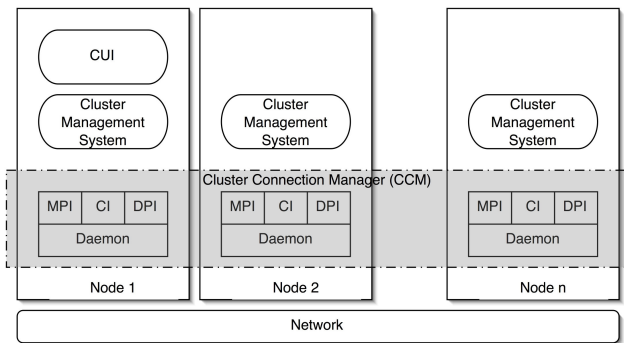 CUI
Cluster
Management
System
Cluster
Management
System
Cluster
Management
System
Cluster Connection Manager (CCM)
MPI CI DPI
Daemon
MPI CI DPI
Daemon
MPI CI DPI
Daemon
Node 1
Node 2
Node n
Network